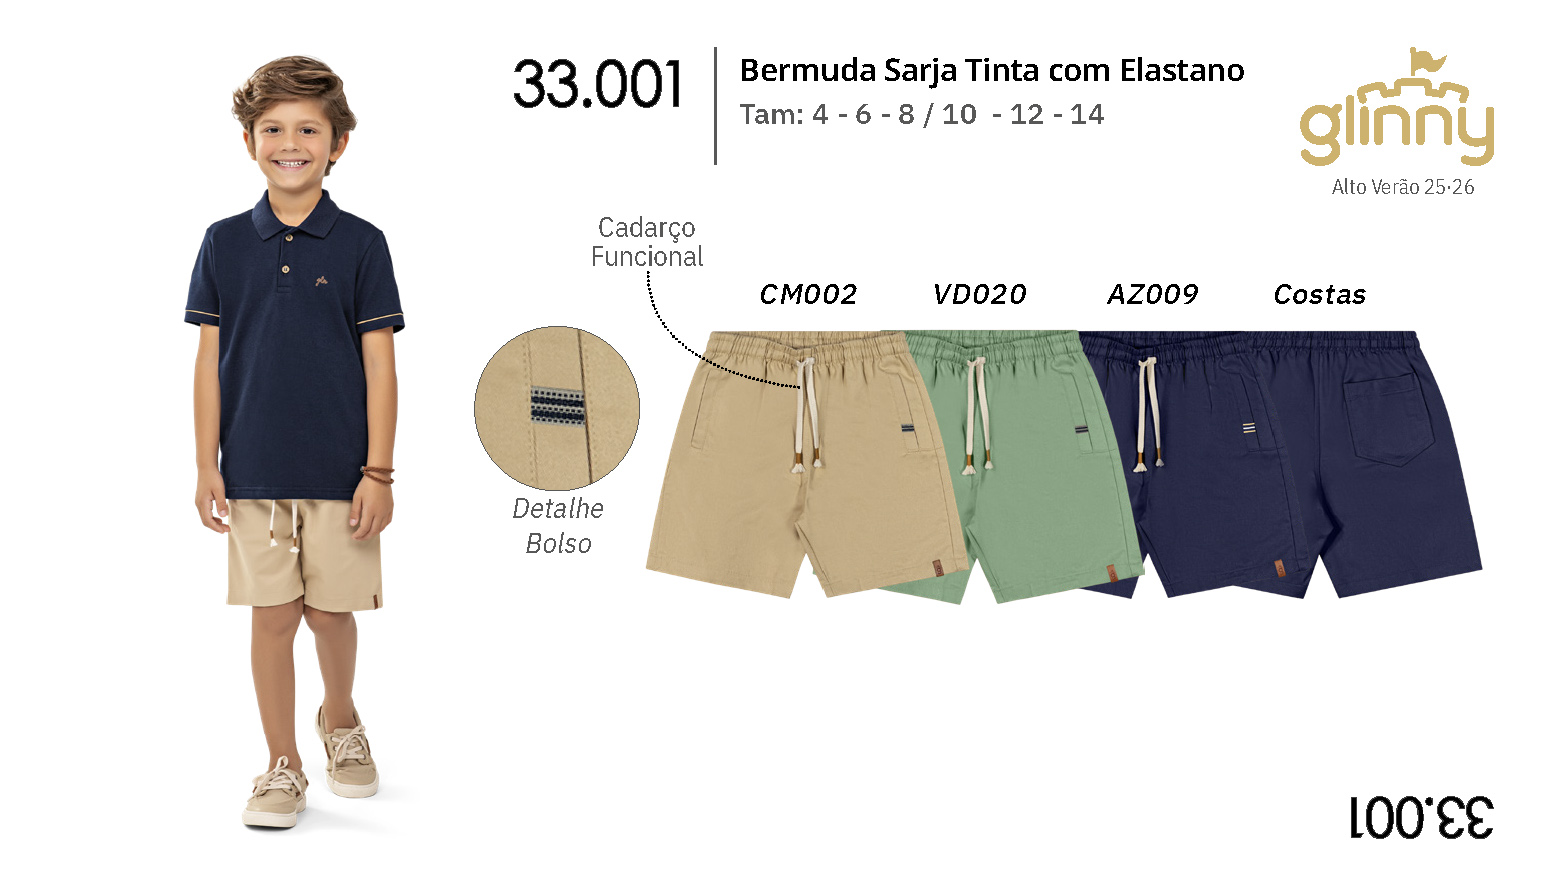 33.001
Bermuda Sarja Tinta com Elastano
Tam: 4 - 6 - 8 / 10 - 12 - 14
glinny
Alto Verão 25·26
Cadarço
Funcional
CM002
VD020
AZ009
Costas
Detalhe
Bolso
33.001